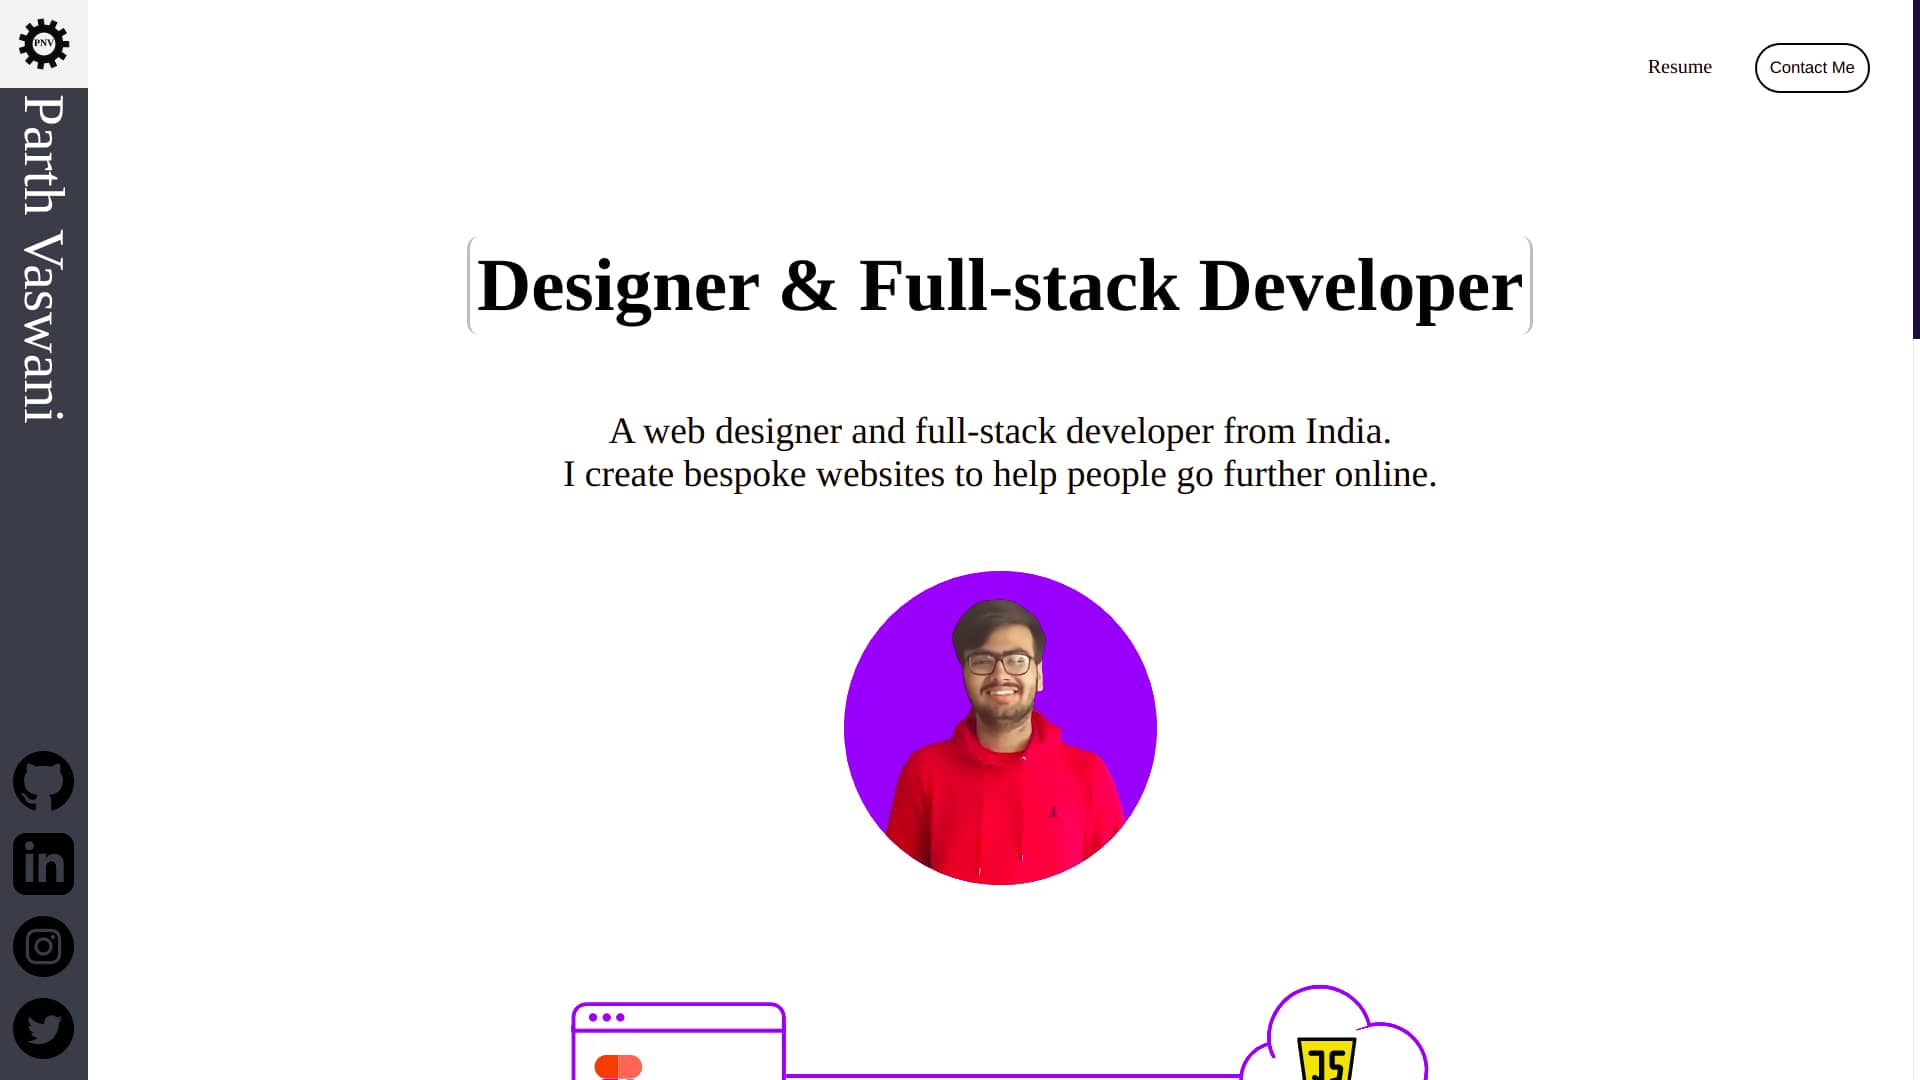 PNV
Parth Vaswani
Resume
Contact Me
Designer & Full-stack Developer
A web designer and full-stack developer from India.
I create bespoke websites to help people go further online.
in
JS